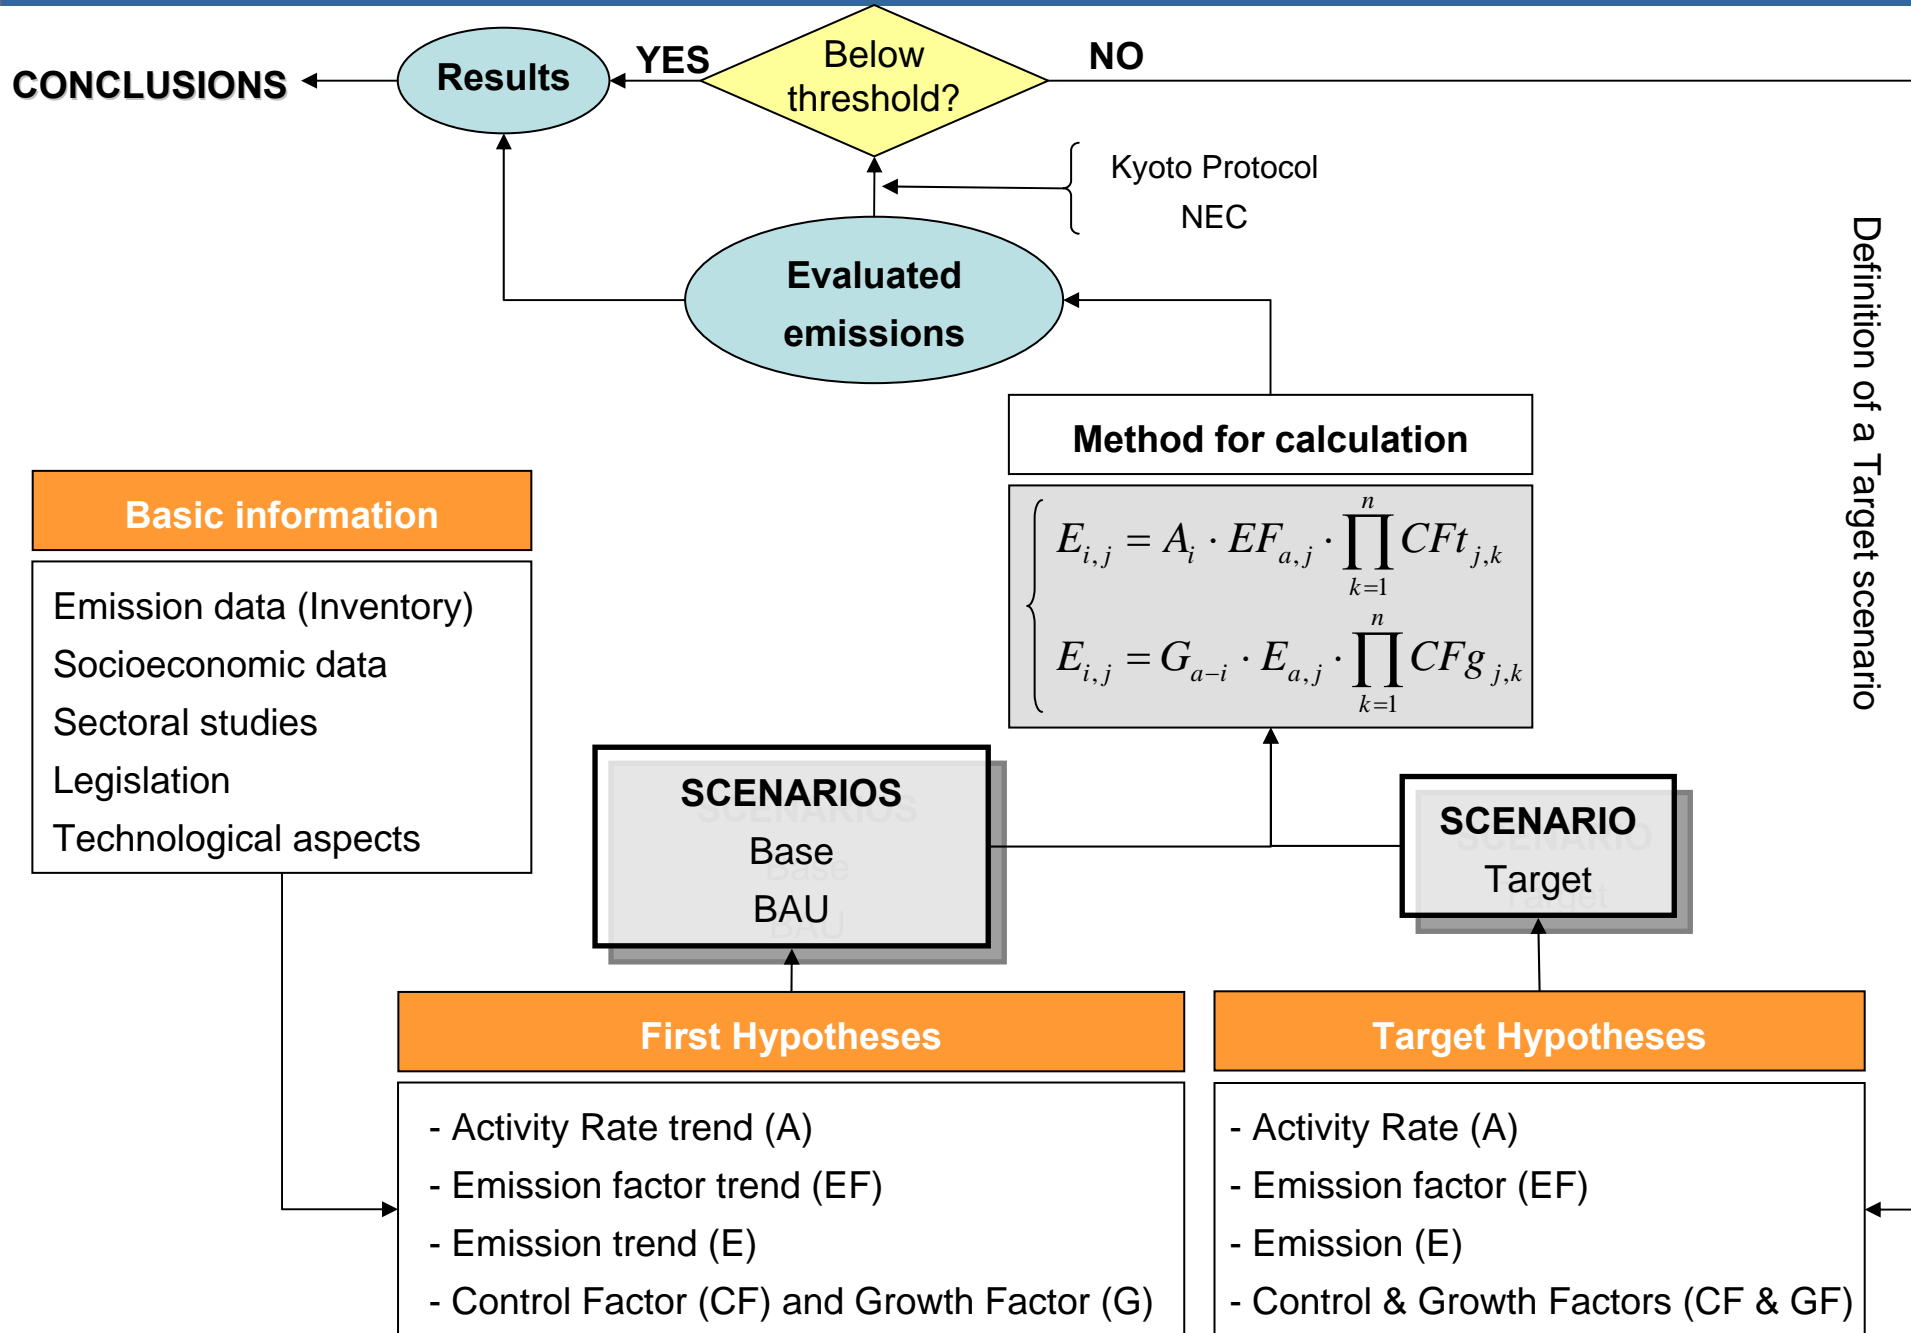 CONCLUSIONS
Results
YES
Below
threshold?
NO
Kyoto Protocol
NEC
Evaluated
emissions
Definition of a Target scenario
Method for calculation
E_{i,j} = A_i · EF_{a,j} · ∏_{k=1}^{n} CFt_{j,k}
E_{i,j} = G_{a-i} · E_{a,j} · ∏_{k=1}^{n} CFg_{j,k}
Basic information
Emission data (Inventory)
Socioeconomic data
Sectoral studies
Legislation
Technological aspects
SCENARIOS
Base
BAU
SCENARIO
Target
First Hypotheses
- Activity Rate trend (A)
- Emission factor trend (EF)
- Emission trend (E)
- Control Factor (CF) and Growth Factor (G)
Target Hypotheses
- Activity Rate (A)
- Emission factor (EF)
- Emission (E)
- Control & Growth Factors (CF & GF)